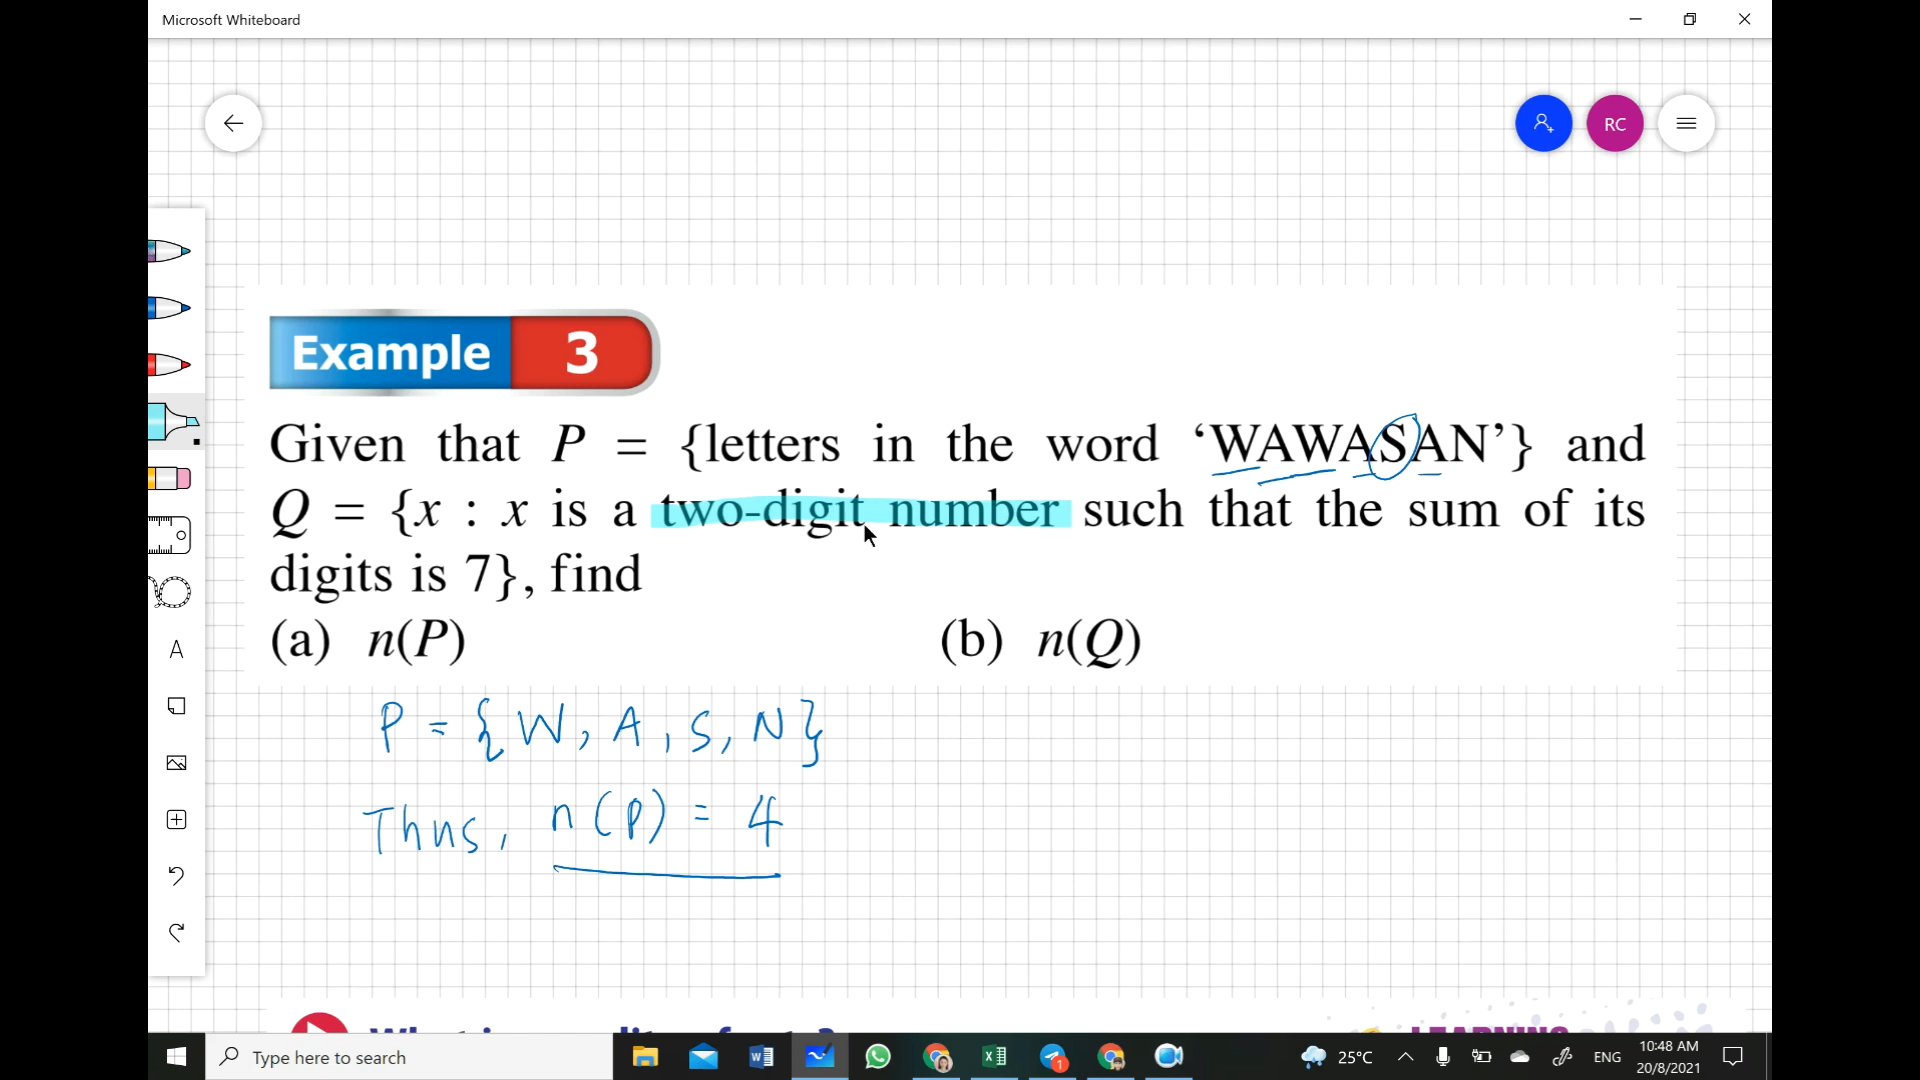 Microsoft Whiteboard
RC
Example 3
Given that P = {letters in the word ‘WAWASAN’} and
Q = {x : x is a two-digit number such that the sum of its
digits is 7}, find
(a) n(P) (b) n(Q)
P = {W, A, S, N}
Thus, n(P) = 4
A
LEARNING
Type here to search
1
25°C
ENG
10:48 AM
20/8/2021